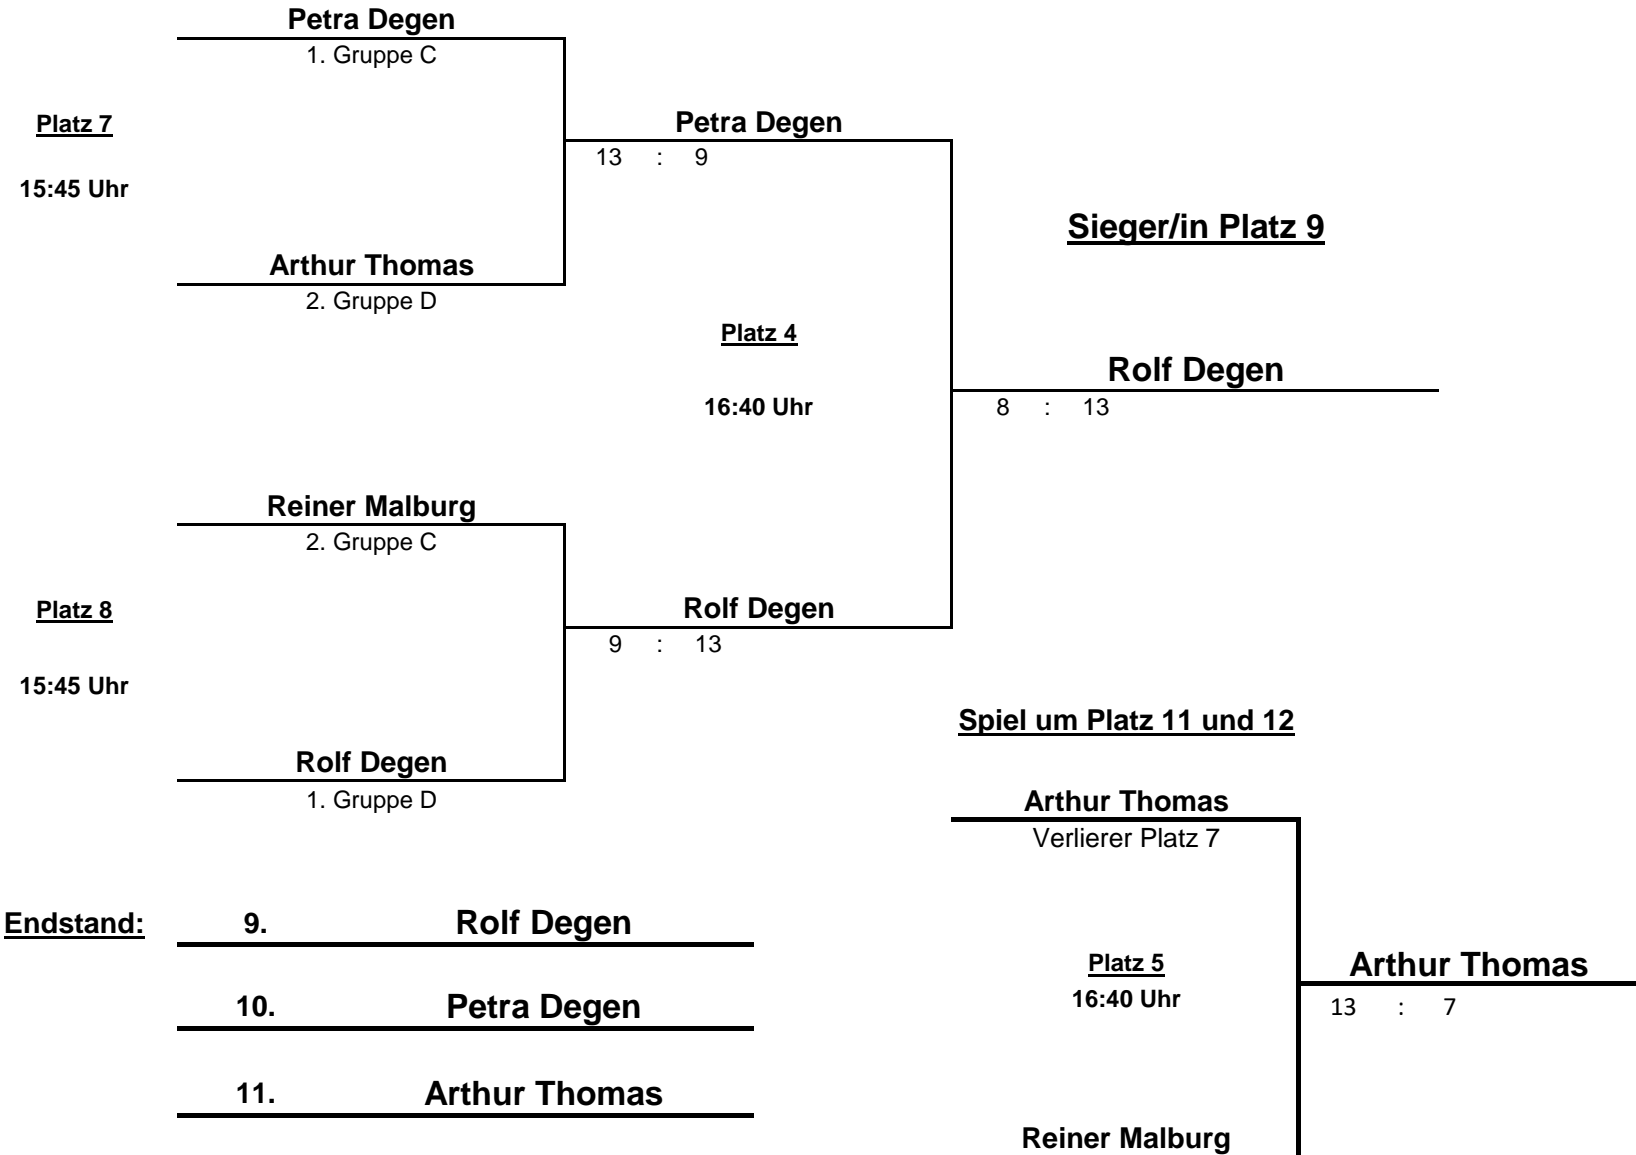 Petra Degen
1. Gruppe C
Platz 7
Petra Degen
13 : 9
15:45 Uhr
Sieger/in Platz 9
Arthur Thomas
2. Gruppe D
Platz 4
Rolf Degen
16:40 Uhr
8 : 13
Reiner Malburg
2. Gruppe C
Platz 8
Rolf Degen
9 : 13
15:45 Uhr
Spiel um Platz 11 und 12
Rolf Degen
1. Gruppe D
Arthur Thomas
Verlierer Platz 7
Endstand: 9. Rolf Degen
Platz 5
Arthur Thomas
16:40 Uhr
13 : 7
10. Petra Degen
11. Arthur Thomas
Reiner Malburg